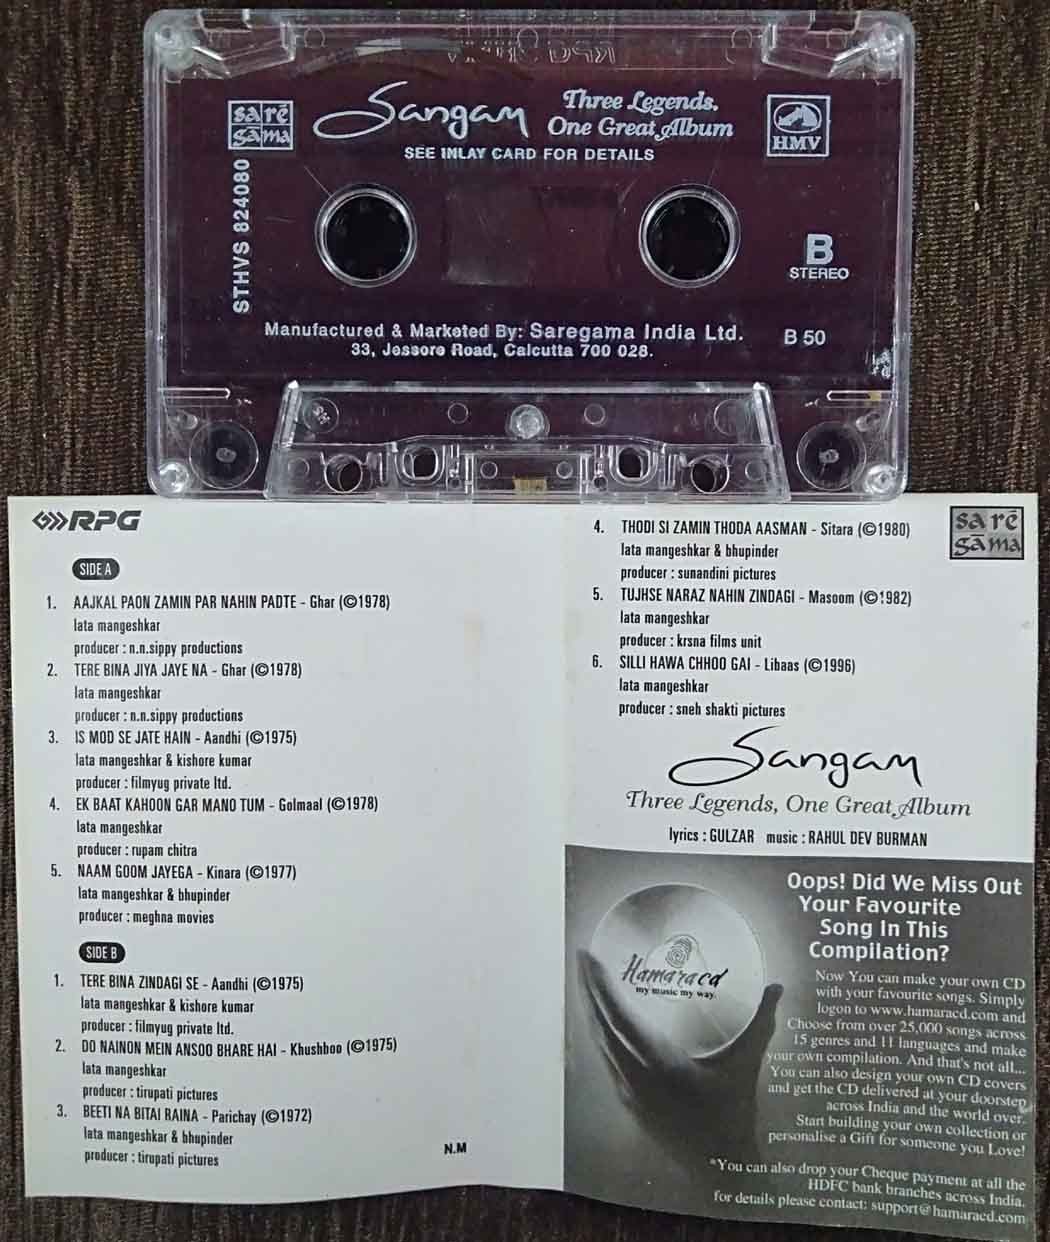 sa rē
gāma
Sangam
Three Legends,
One Great Album
HMV
SEE INLAY CARD FOR DETAILS
STHVS 824080
B
STEREO
Manufactured & Marketed By: Saregama India Ltd.
33, Jessore Road, Calcutta 700 028.
B 50
RPG
SIDE A
1. AAJKAL PAON ZAMIN PAR NAHIN PADTE - Ghar (©1978)
lata mangeshkar
producer : n.n.sippy productions
2. TERE BINA JIYA JAYE NA - Ghar (©1978)
lata mangeshkar
producer : n.n.sippy productions
3. IS MOD SE JATE HAIN - Aandhi (©1975)
lata mangeshkar & kishore kumar
producer : filmyug private ltd.
4. EK BAAT KAHOON GAR MANO TUM - Golmaal (©1978)
lata mangeshkar
producer : rupam chitra
5. NAAM GOOM JAYEGA - Kinara (©1977)
lata mangeshkar & bhupinder
producer : meghna movies
SIDE B
1. TERE BINA ZINDAGI SE - Aandhi (©1975)
lata mangeshkar & kishore kumar
producer : filmyug private ltd.
2. DO NAINON MEIN ANSOO BHARE HAI - Khushboo (©1975)
lata mangeshkar
producer : tirupati pictures
3. BEETI NA BITAI RAINA - Parichay (©1972)
lata mangeshkar & bhupinder
producer : tirupati pictures
N.M
4. THODI SI ZAMIN THODA AASMAN - Sitara (©1980)
lata mangeshkar & bhupinder
producer : sunandini pictures
5. TUJHSE NARAZ NAHIN ZINDAGI - Masoom (©1982)
lata mangeshkar
producer : krsna films unit
6. SILLI HAWA CHHOO GAI - Libaas (©1996)
lata mangeshkar
producer : sneh shakti pictures
sa rē
gāma
Sangam
Three Legends, One Great Album
lyrics : GULZAR music : RAHUL DEV BURMAN
Oops! Did We Miss Out
Your Favourite
Song In This
Compilation?
Hamaracd
my music my way.
Now You can make your own CD
with your favourite songs. Simply
logon to www.hamaracd.com and
Choose from over 25,000 songs across
15 genres and 11 languages and make
your own compilation. And that's not all...
You can also design your own CD covers
and get the CD delivered at your doorstep
across India and the world over.
Start building your own collection or
personalise a Gift for someone you Love!
*You can also drop your Cheque payment at all the
HDFC bank branches across India.
for details please contact: support@hamaracd.com